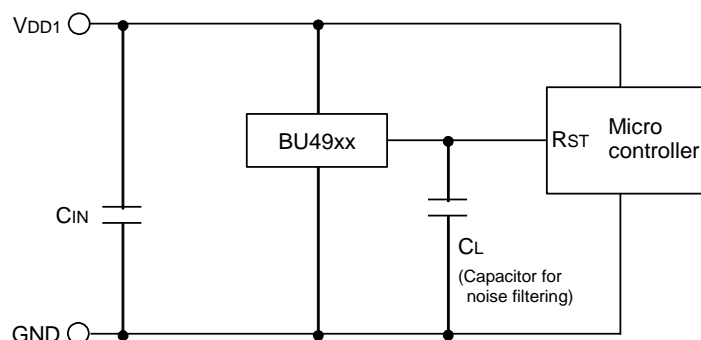 VDD1
BU49xx
RST
Micro
controller
CIN
CL
(Capacitor for
noise filtering)
GND